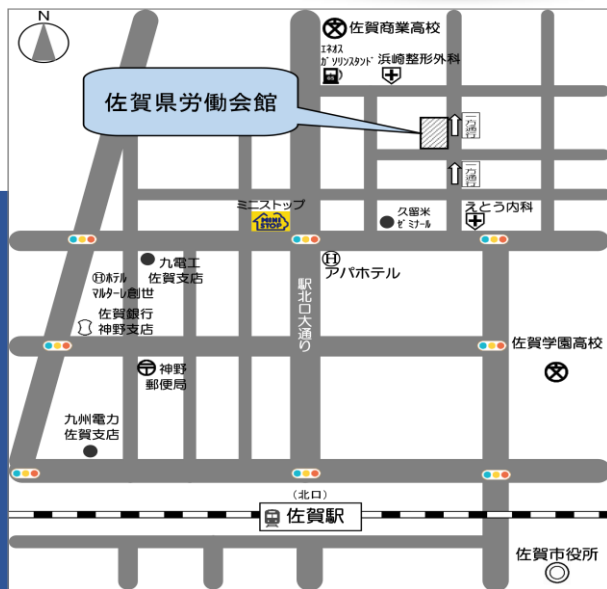 N
佐賀商業高校
エネオス
ガソリンスタンド
浜崎整形外科
佐賀県労働会館
一方通行
一方通行
ミニストップ
MINI
STOP
久留米
ゼミナール
えとう内科
九電工
佐賀支店
Hホテル
マルターレ創世
H
アパホテル
佐賀銀行
神野支店
駅北口大通り
佐賀学園高校
神野
郵便局
九州電力
佐賀支店
(北口)
佐賀駅
佐賀市役所